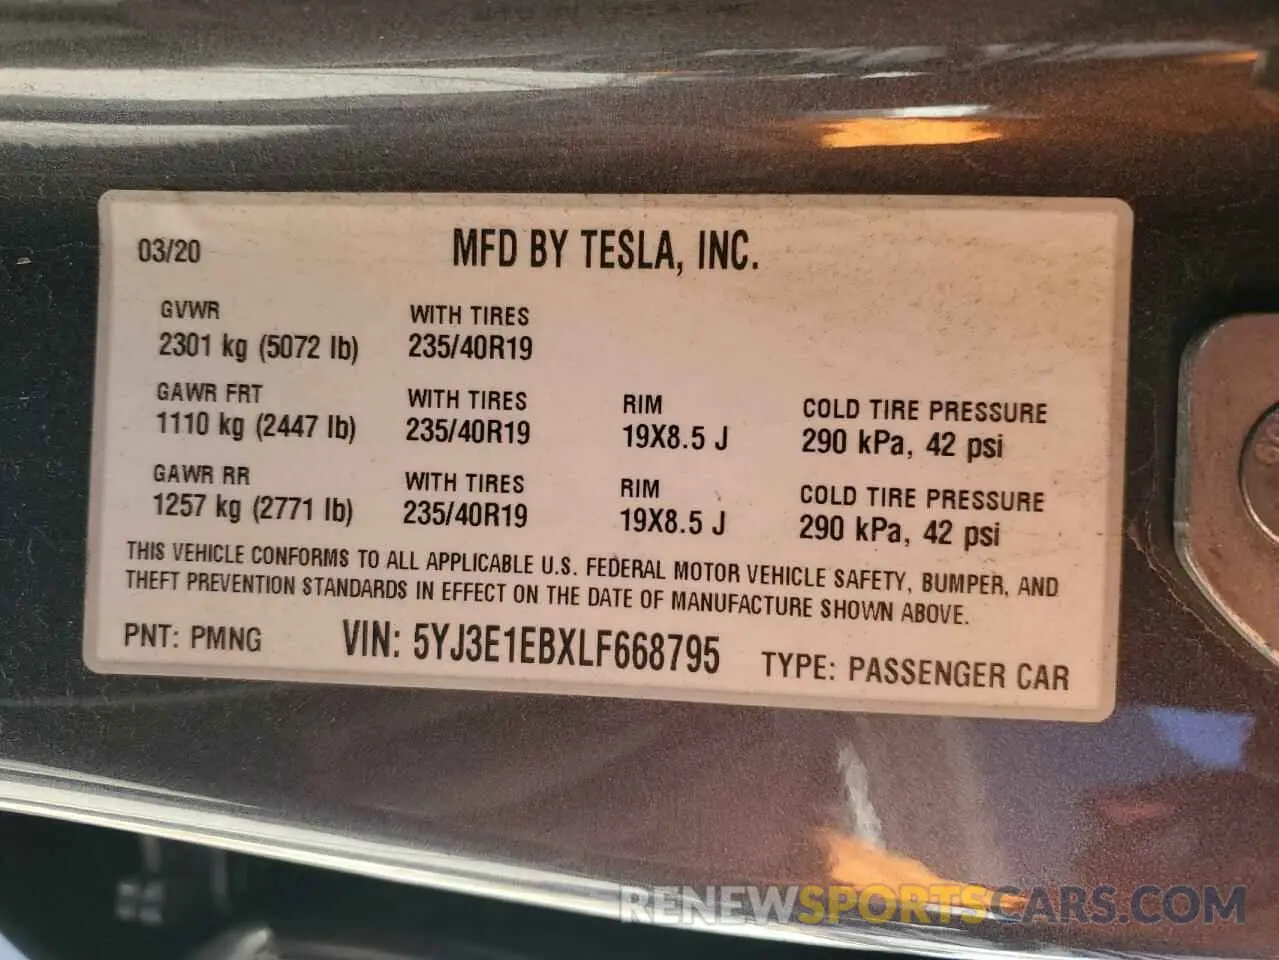 03/20 MFD BY TESLA, INC.
GVWR WITH TIRES
2301 kg (5072 lb) 235/40R19
GAWR FRT WITH TIRES RIM COLD TIRE PRESSURE
1110 kg (2447 lb) 235/40R19 19X8.5 J 290 kPa, 42 psi
GAWR RR WITH TIRES RIM COLD TIRE PRESSURE
1257 kg (2771 lb) 235/40R19 19X8.5 J 290 kPa, 42 psi
THIS VEHICLE CONFORMS TO ALL APPLICABLE U.S. FEDERAL MOTOR VEHICLE SAFETY, BUMPER, AND
THEFT PREVENTION STANDARDS IN EFFECT ON THE DATE OF MANUFACTURE SHOWN ABOVE.
PNT: PMNG VIN: 5YJ3E1EBXLF668795 TYPE: PASSENGER CAR
RENEWSPORTSCARS.COM